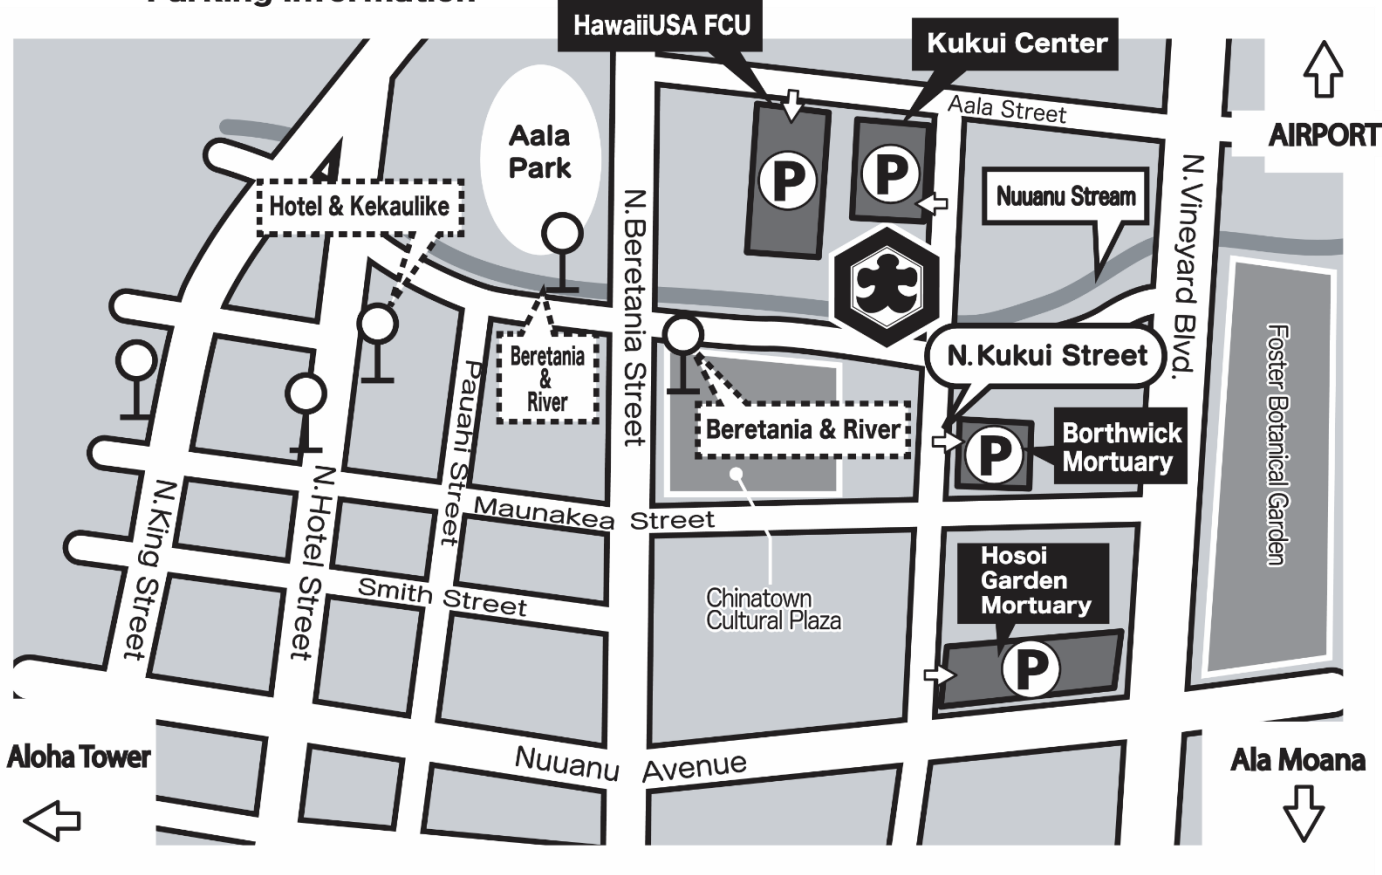 Parking Information
HawaiiUSA FCU
Kukui Center
Aala Street
AIRPORT
Aala
Park
P
P
Hotel & Kekaulike
Nuuanu Stream
N.Beretania Street
N.Vineyard Blvd.
N.Kukui Street
Beretania
&
River
Pauahi Street
Beretania & River
P
Borthwick
Mortuary
Foster Botanical Garden
N.King Street
N.Hotel Street
Maunakea Street
Smith Street
Chinatown
Cultural Plaza
Hosoi
Garden
Mortuary
P
Aloha Tower
Nuuanu Avenue
Ala Moana